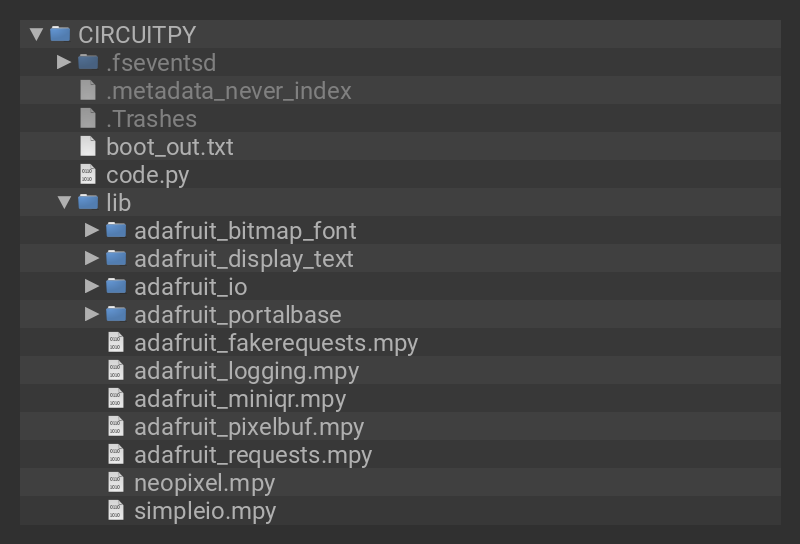 CIRCUITPY
.fseventsd
.metadata_never_index
.Trashes
boot_out.txt
code.py
lib
adafruit_bitmap_font
adafruit_display_text
adafruit_io
adafruit_portalbase
adafruit_fakerequests.mpy
adafruit_logging.mpy
adafruit_miniqr.mpy
adafruit_pixelbuf.mpy
adafruit_requests.mpy
neopixel.mpy
simpleio.mpy